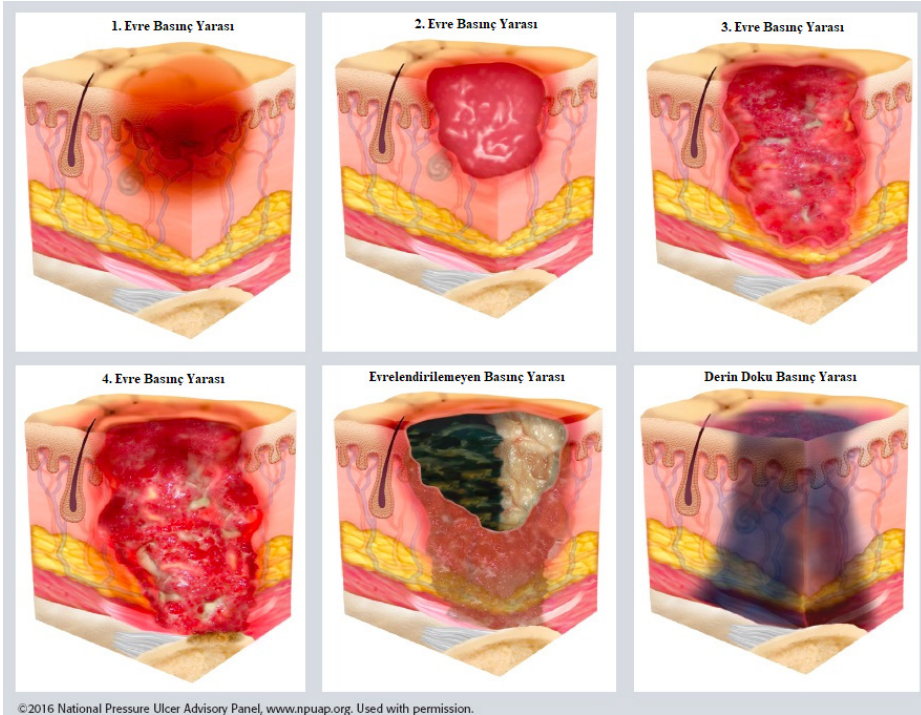 1. Evre Basınç Yarası
2. Evre Basınç Yarası
3. Evre Basınç Yarası
4. Evre Basınç Yarası
Evrelendirilemeyen Basınç Yarası
Derin Doku Basınç Yarası
©2016 National Pressure Ulcer Advisory Panel, www.npuap.org. Used with permission.